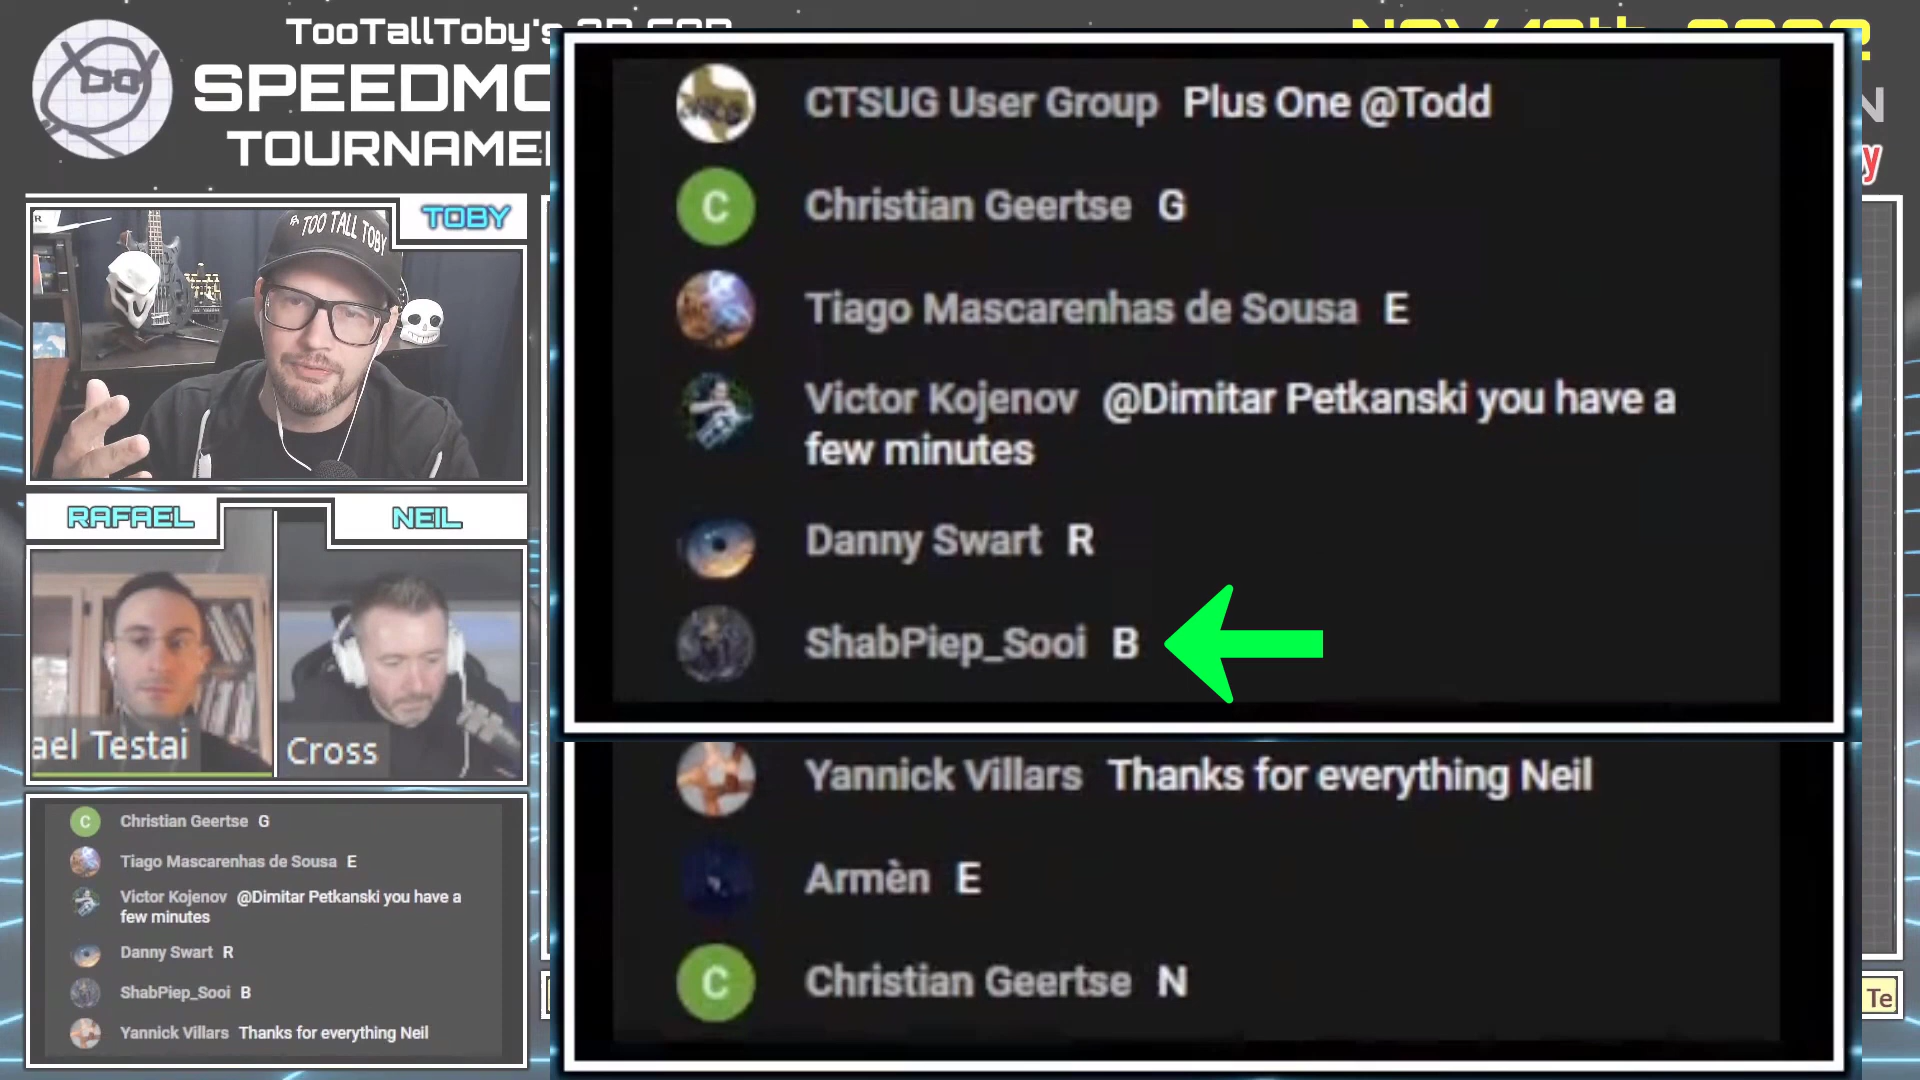 TooTallToby's
SPEEDMO
TOURNAME
TOBY
TOO TALL TOBY
R
RAFAEL
NEIL
ael Testai
Cross
C
Christian Geertse G
Tiago Mascarenhas de Sousa E
Victor Kojenov @Dimitar Petkanski you have a
few minutes
Danny Swart R
ShabPiep_Sooi B
Yannick Villars Thanks for everything Neil
CTSUG User Group Plus One @Todd
C
Christian Geertse G
Tiago Mascarenhas de Sousa E
Victor Kojenov @Dimitar Petkanski you have a
few minutes
Danny Swart R
ShabPiep_Sooi B
Yannick Villars Thanks for everything Neil
Armèn E
C
Christian Geertse N
N
y
Te